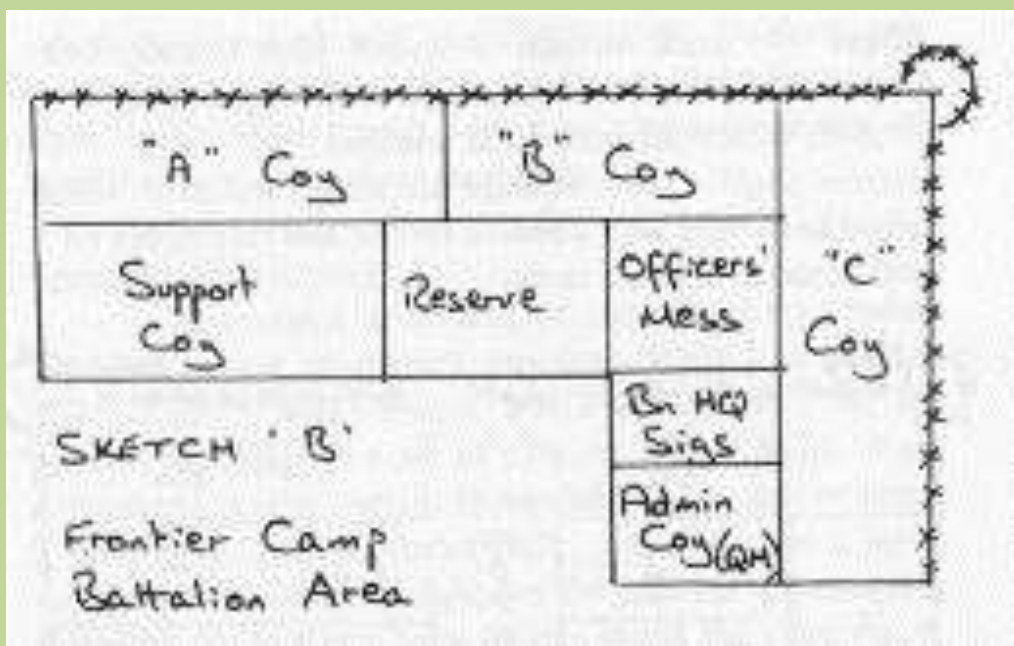 "A" Coy
"B" Coy
Support
Coy
Reserve
Officers'
Mess
"C"
Coy
Bn HQ
Sigs
Admin
Coy (QM)
SKETCH 'B'
Frontier Camp
Battalion Area